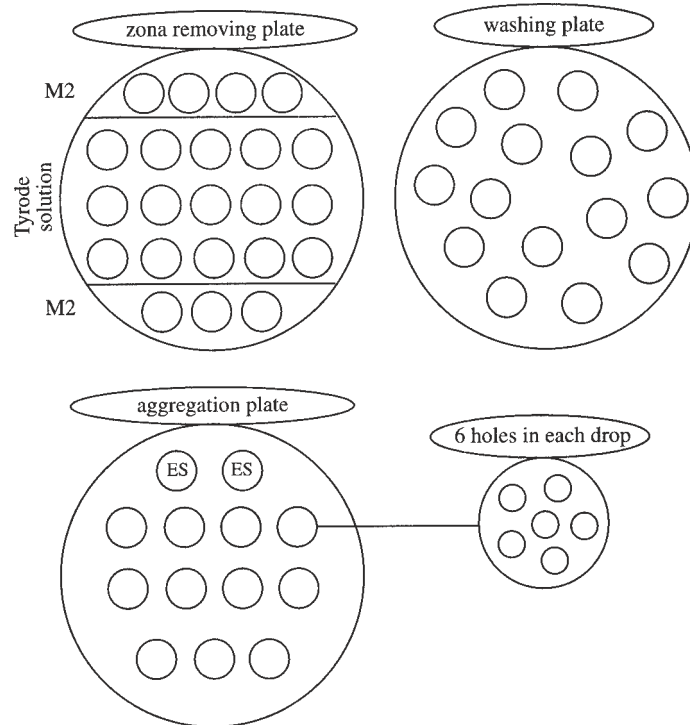 zona removing plate
washing plate
M2
Tyrode
solution
M2
aggregation plate
6 holes in each drop
ES
ES